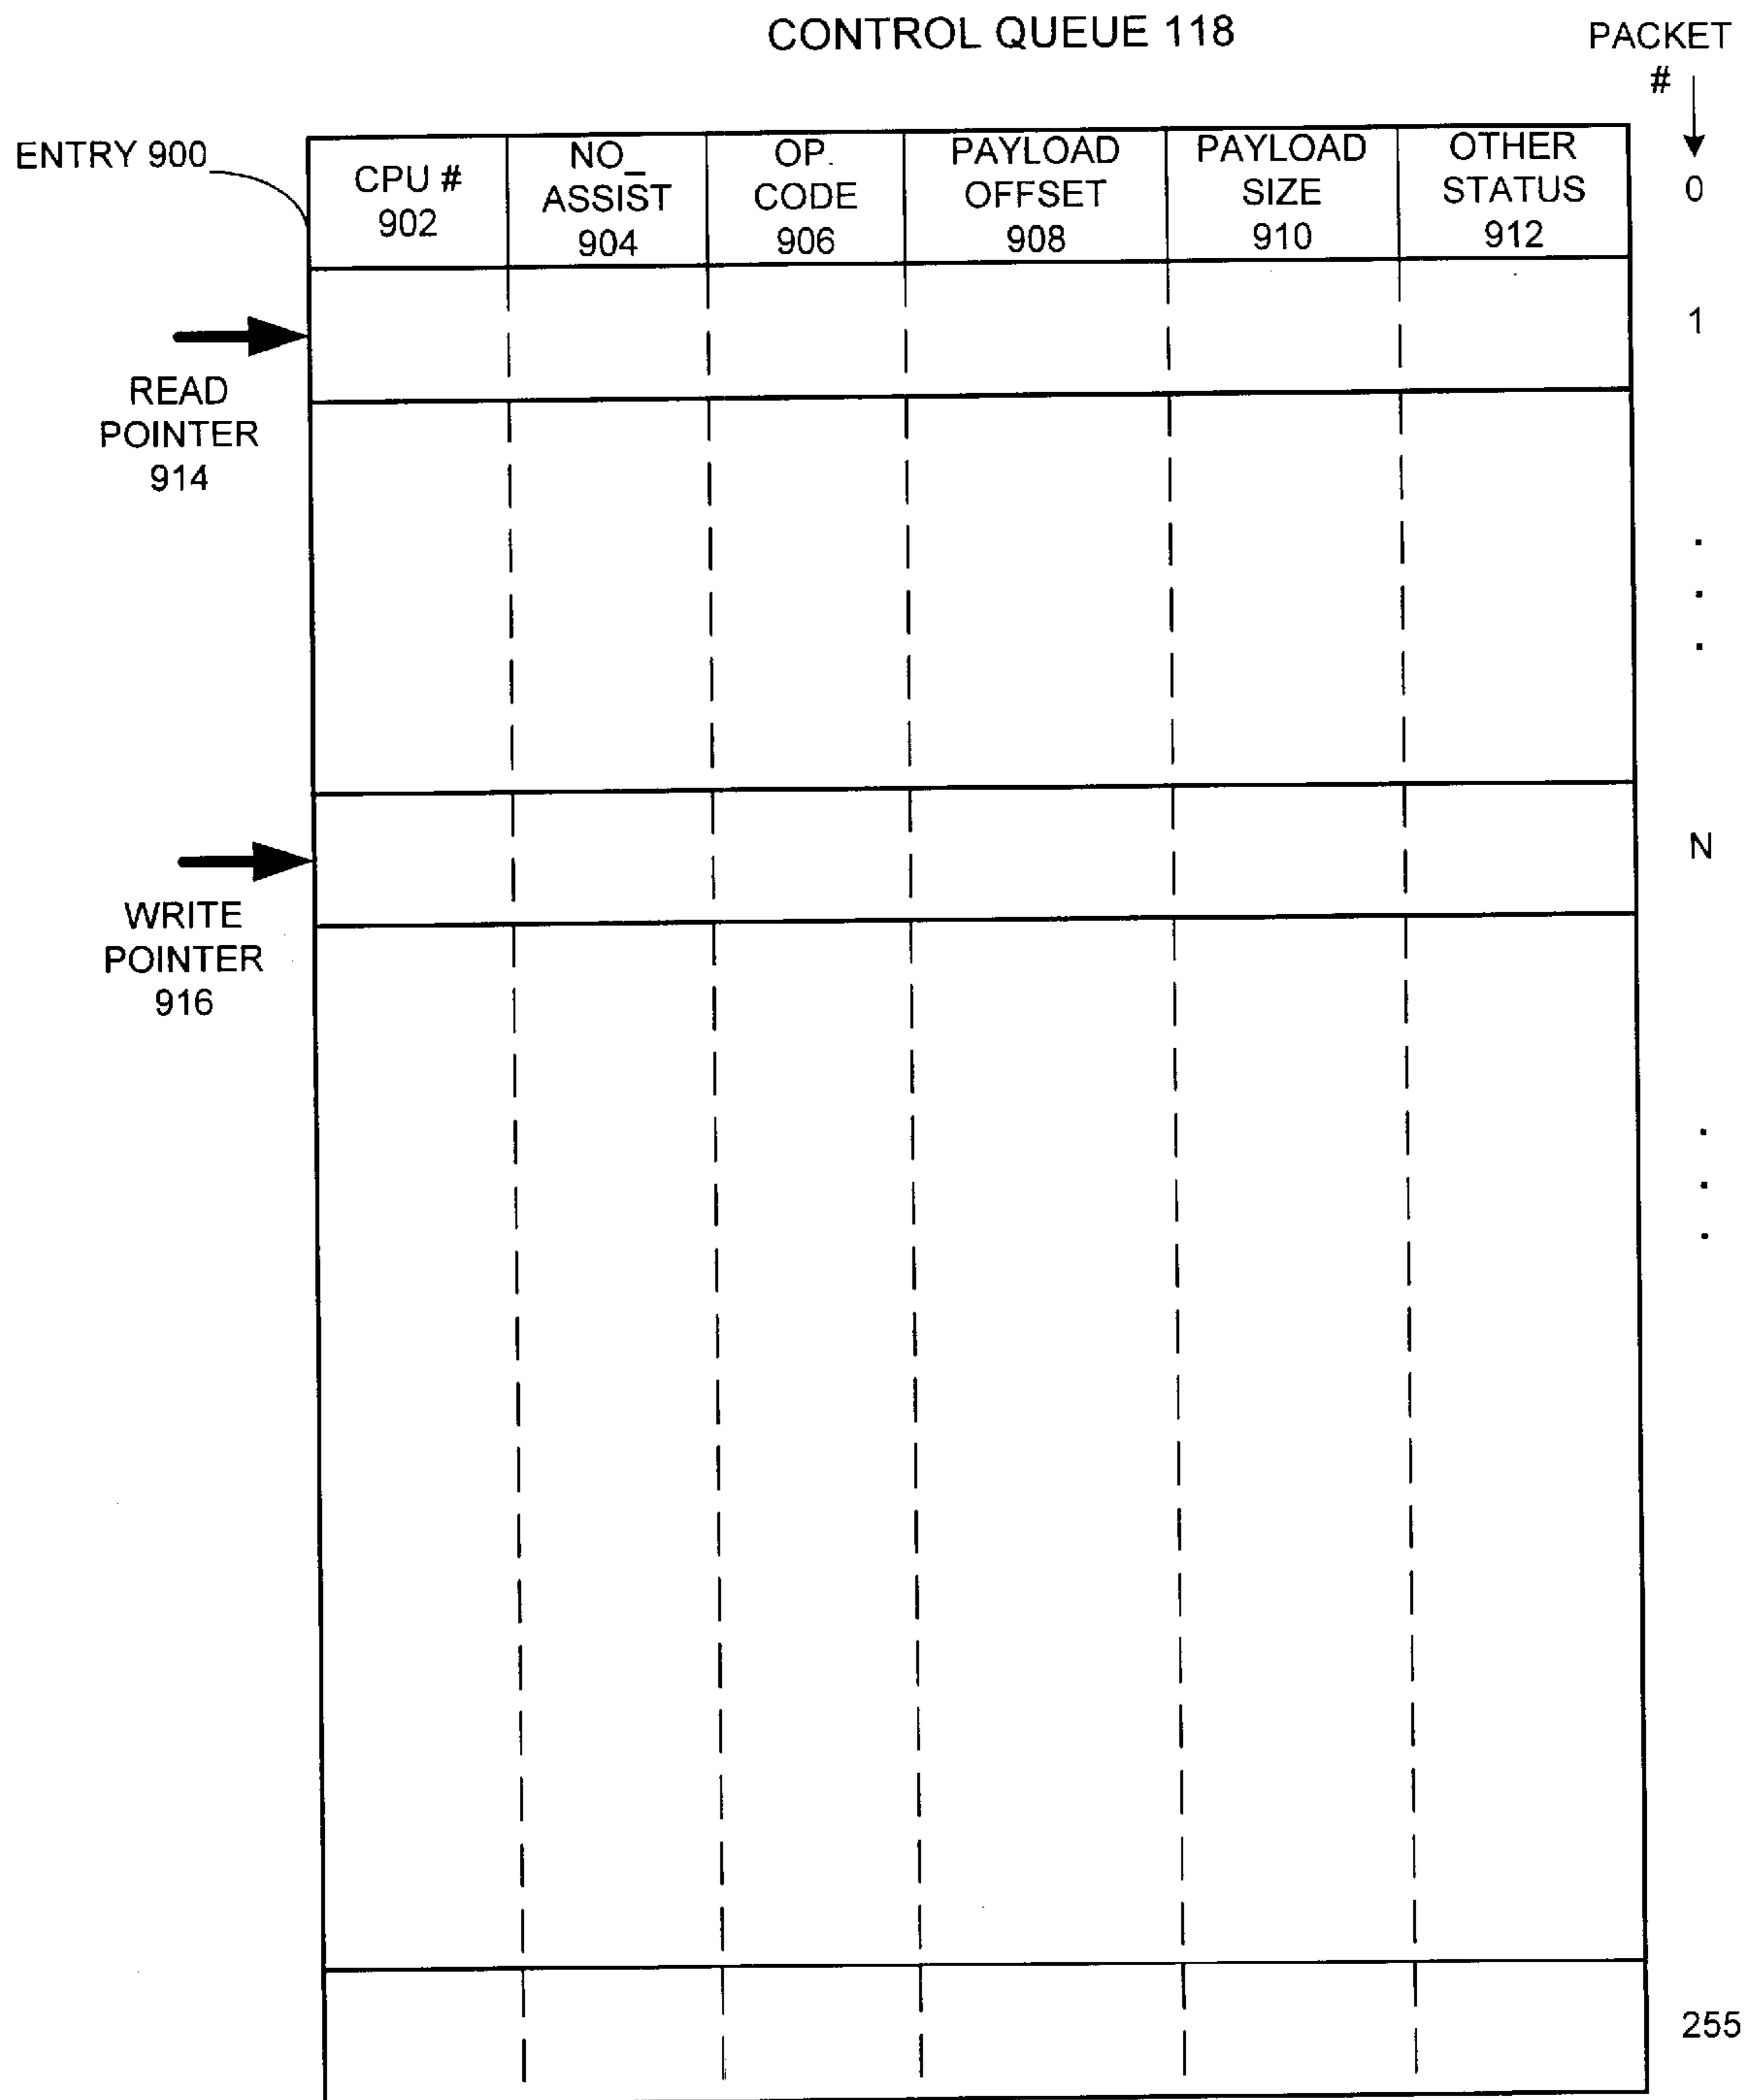 CONTROL QUEUE 118
PACKET
#
ENTRY 900
CPU #
902
NO_
ASSIST
904
OP
CODE
906
PAYLOAD
OFFSET
908
PAYLOAD
SIZE
910
OTHER
STATUS
912
0
1
READ
POINTER
914
.
.
.
N
WRITE
POINTER
916
.
.
.
255